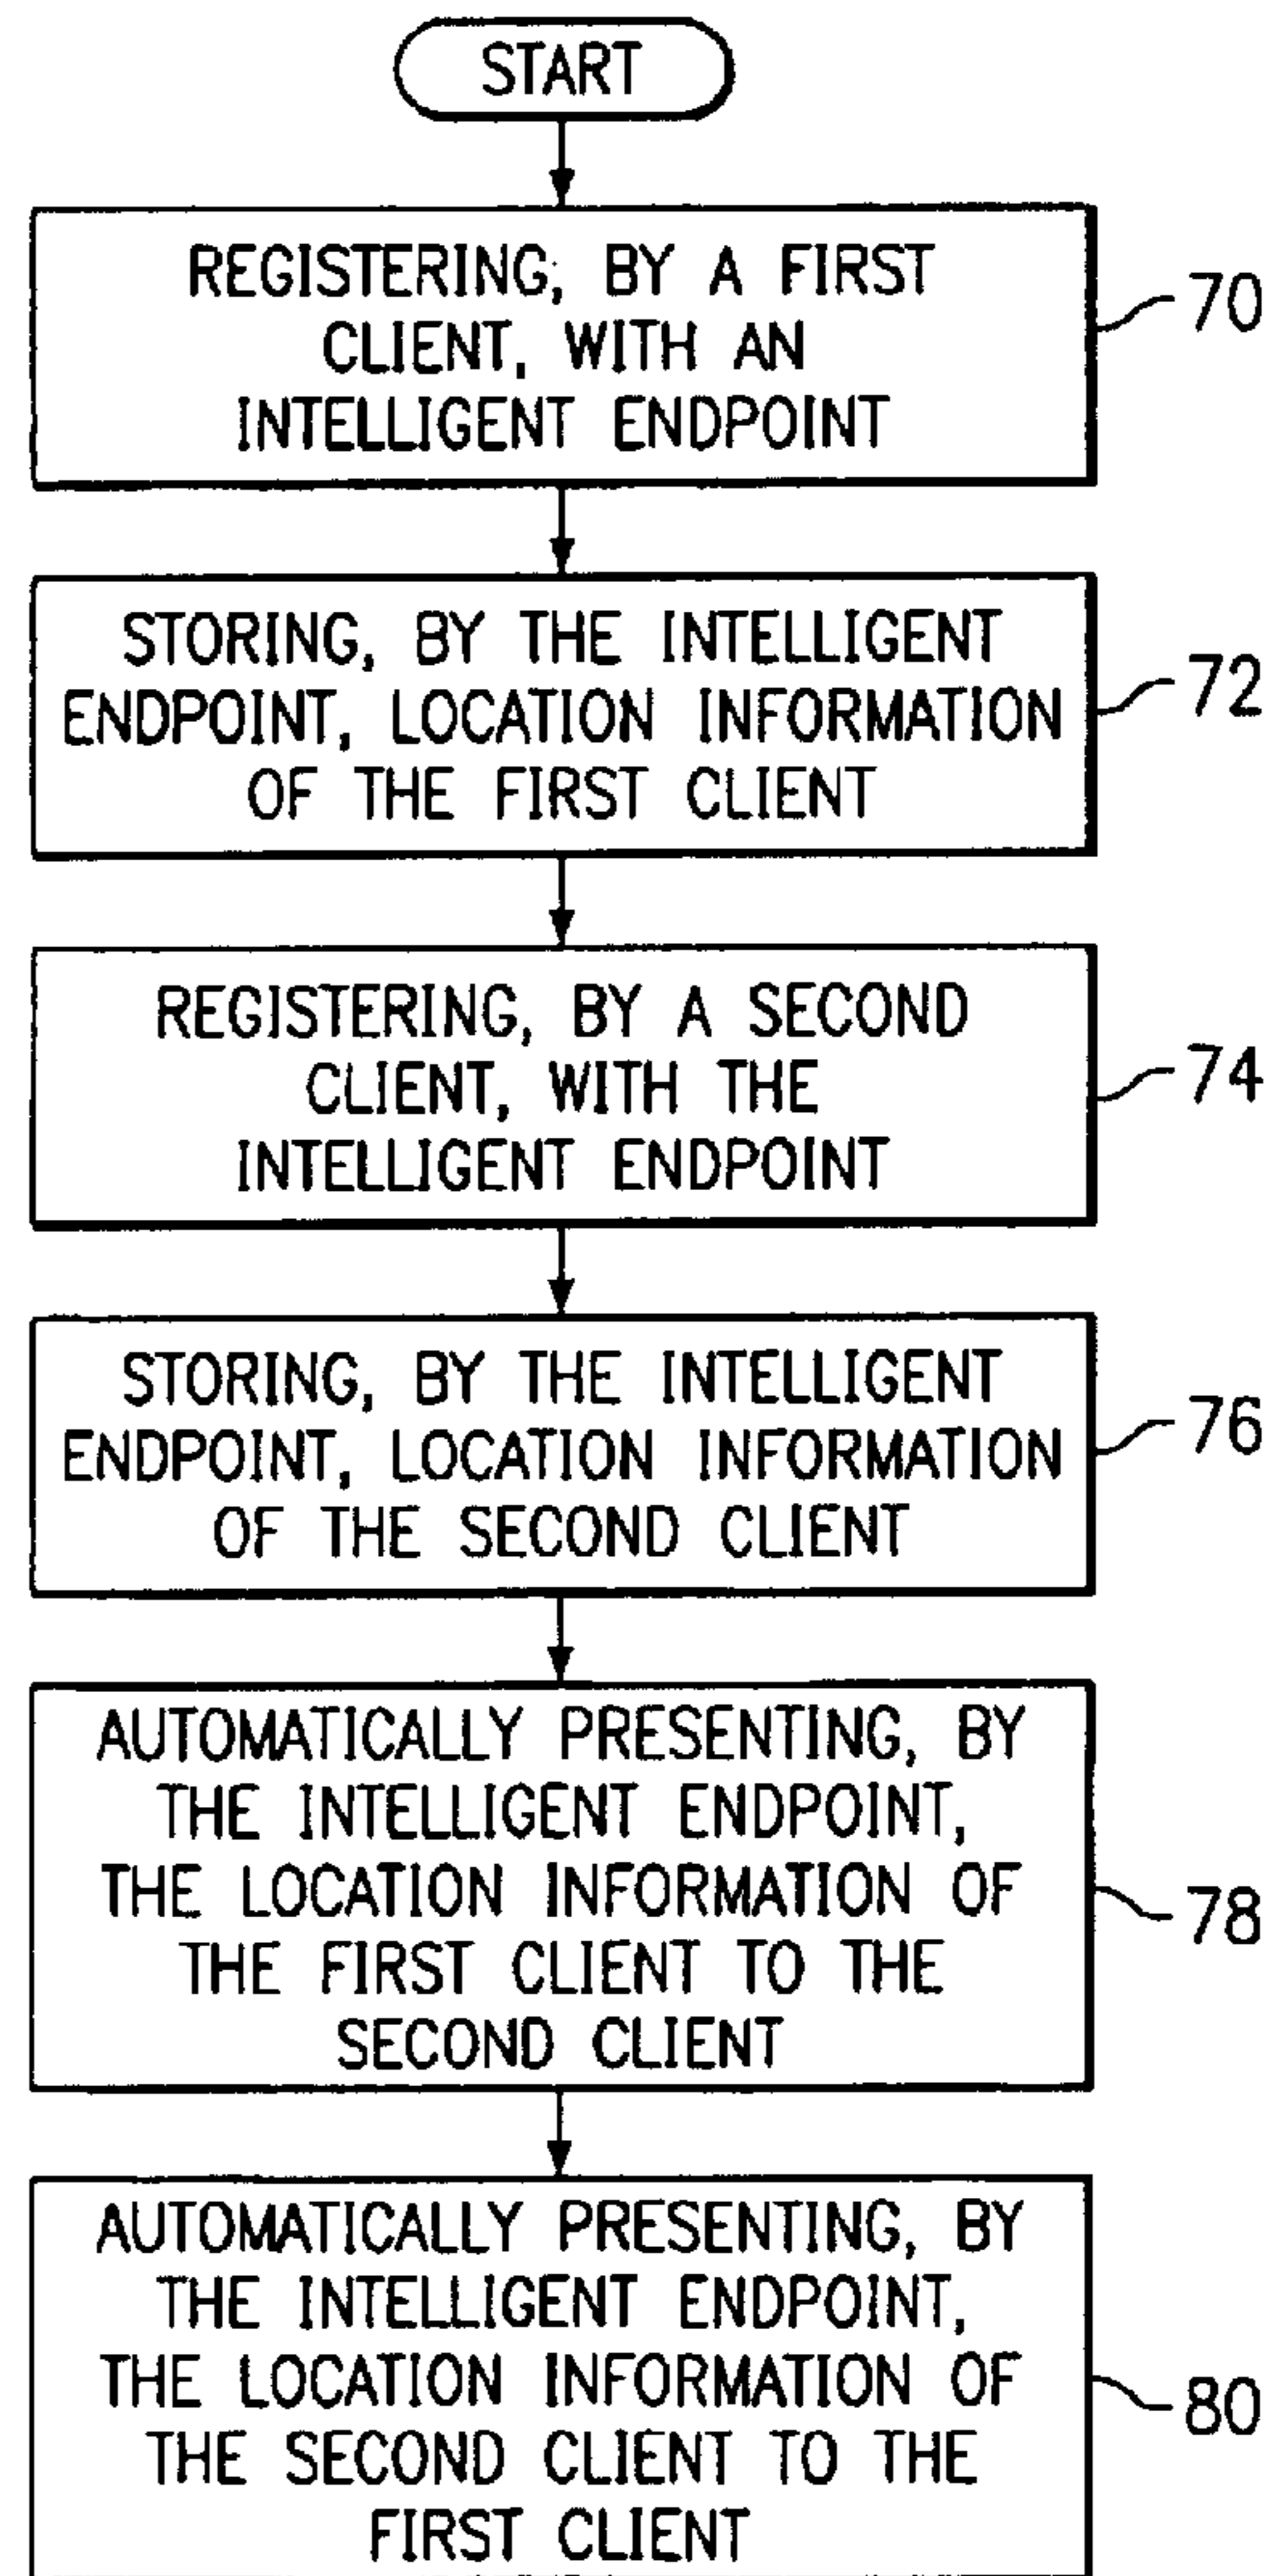 START
REGISTERING, BY A FIRST
CLIENT, WITH AN
INTELLIGENT ENDPOINT
70
STORING, BY THE INTELLIGENT
ENDPOINT, LOCATION INFORMATION
OF THE FIRST CLIENT
72
REGISTERING, BY A SECOND
CLIENT, WITH THE
INTELLIGENT ENDPOINT
74
STORING, BY THE INTELLIGENT
ENDPOINT, LOCATION INFORMATION
OF THE SECOND CLIENT
76
AUTOMATICALLY PRESENTING, BY
THE INTELLIGENT ENDPOINT,
THE LOCATION INFORMATION OF
THE FIRST CLIENT TO THE
SECOND CLIENT
78
AUTOMATICALLY PRESENTING, BY
THE INTELLIGENT ENDPOINT,
THE LOCATION INFORMATION OF
THE SECOND CLIENT TO THE
FIRST CLIENT
80